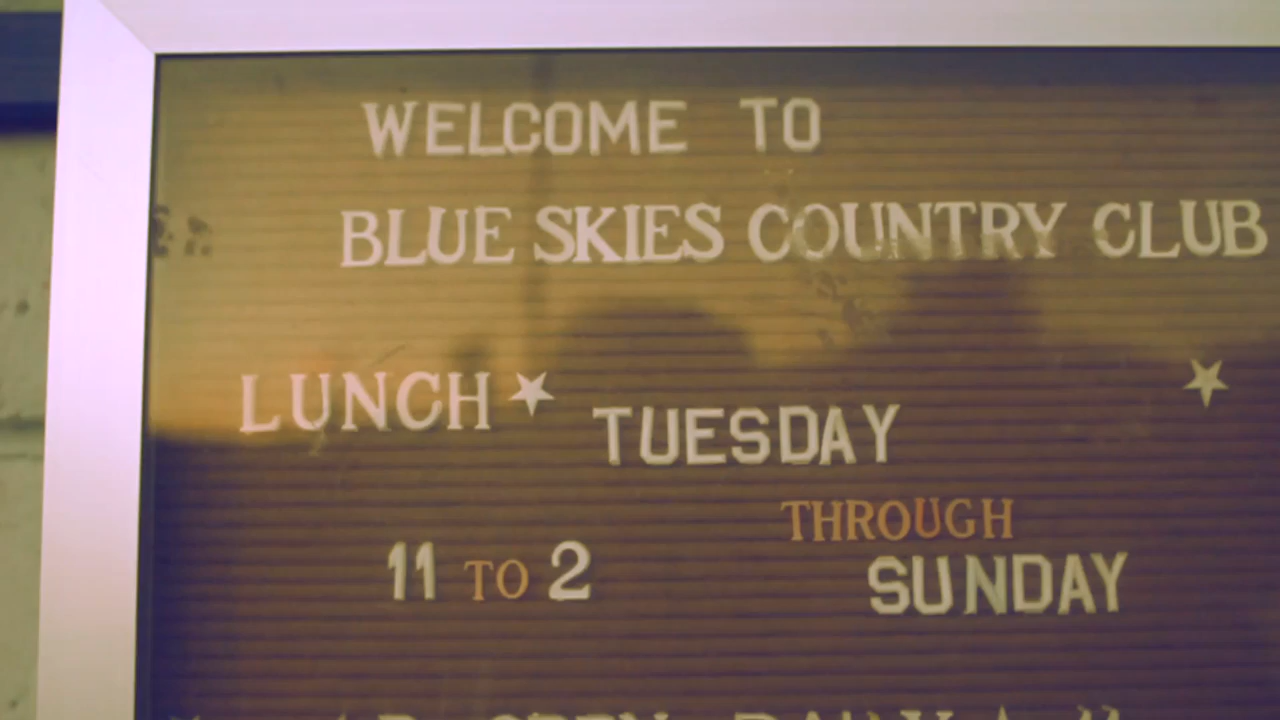 WELCOME TO
BLUE SKIES COUNTRY CLUB
LUNCH★ TUESDAY ★
THROUGH
11 TO 2 SUNDAY